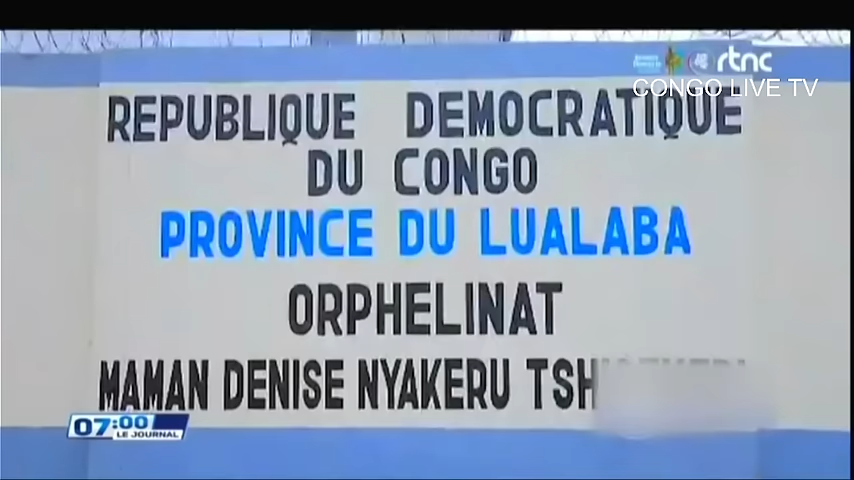 rtnc
CONGO LIVE TV
REPUBLIQUE DEMOCRATIQUE
DU CONGO
PROVINCE DU LUALABA
ORPHELINAT
MAMAN DENISE NYAKERU
07:00
LE JOURNAL